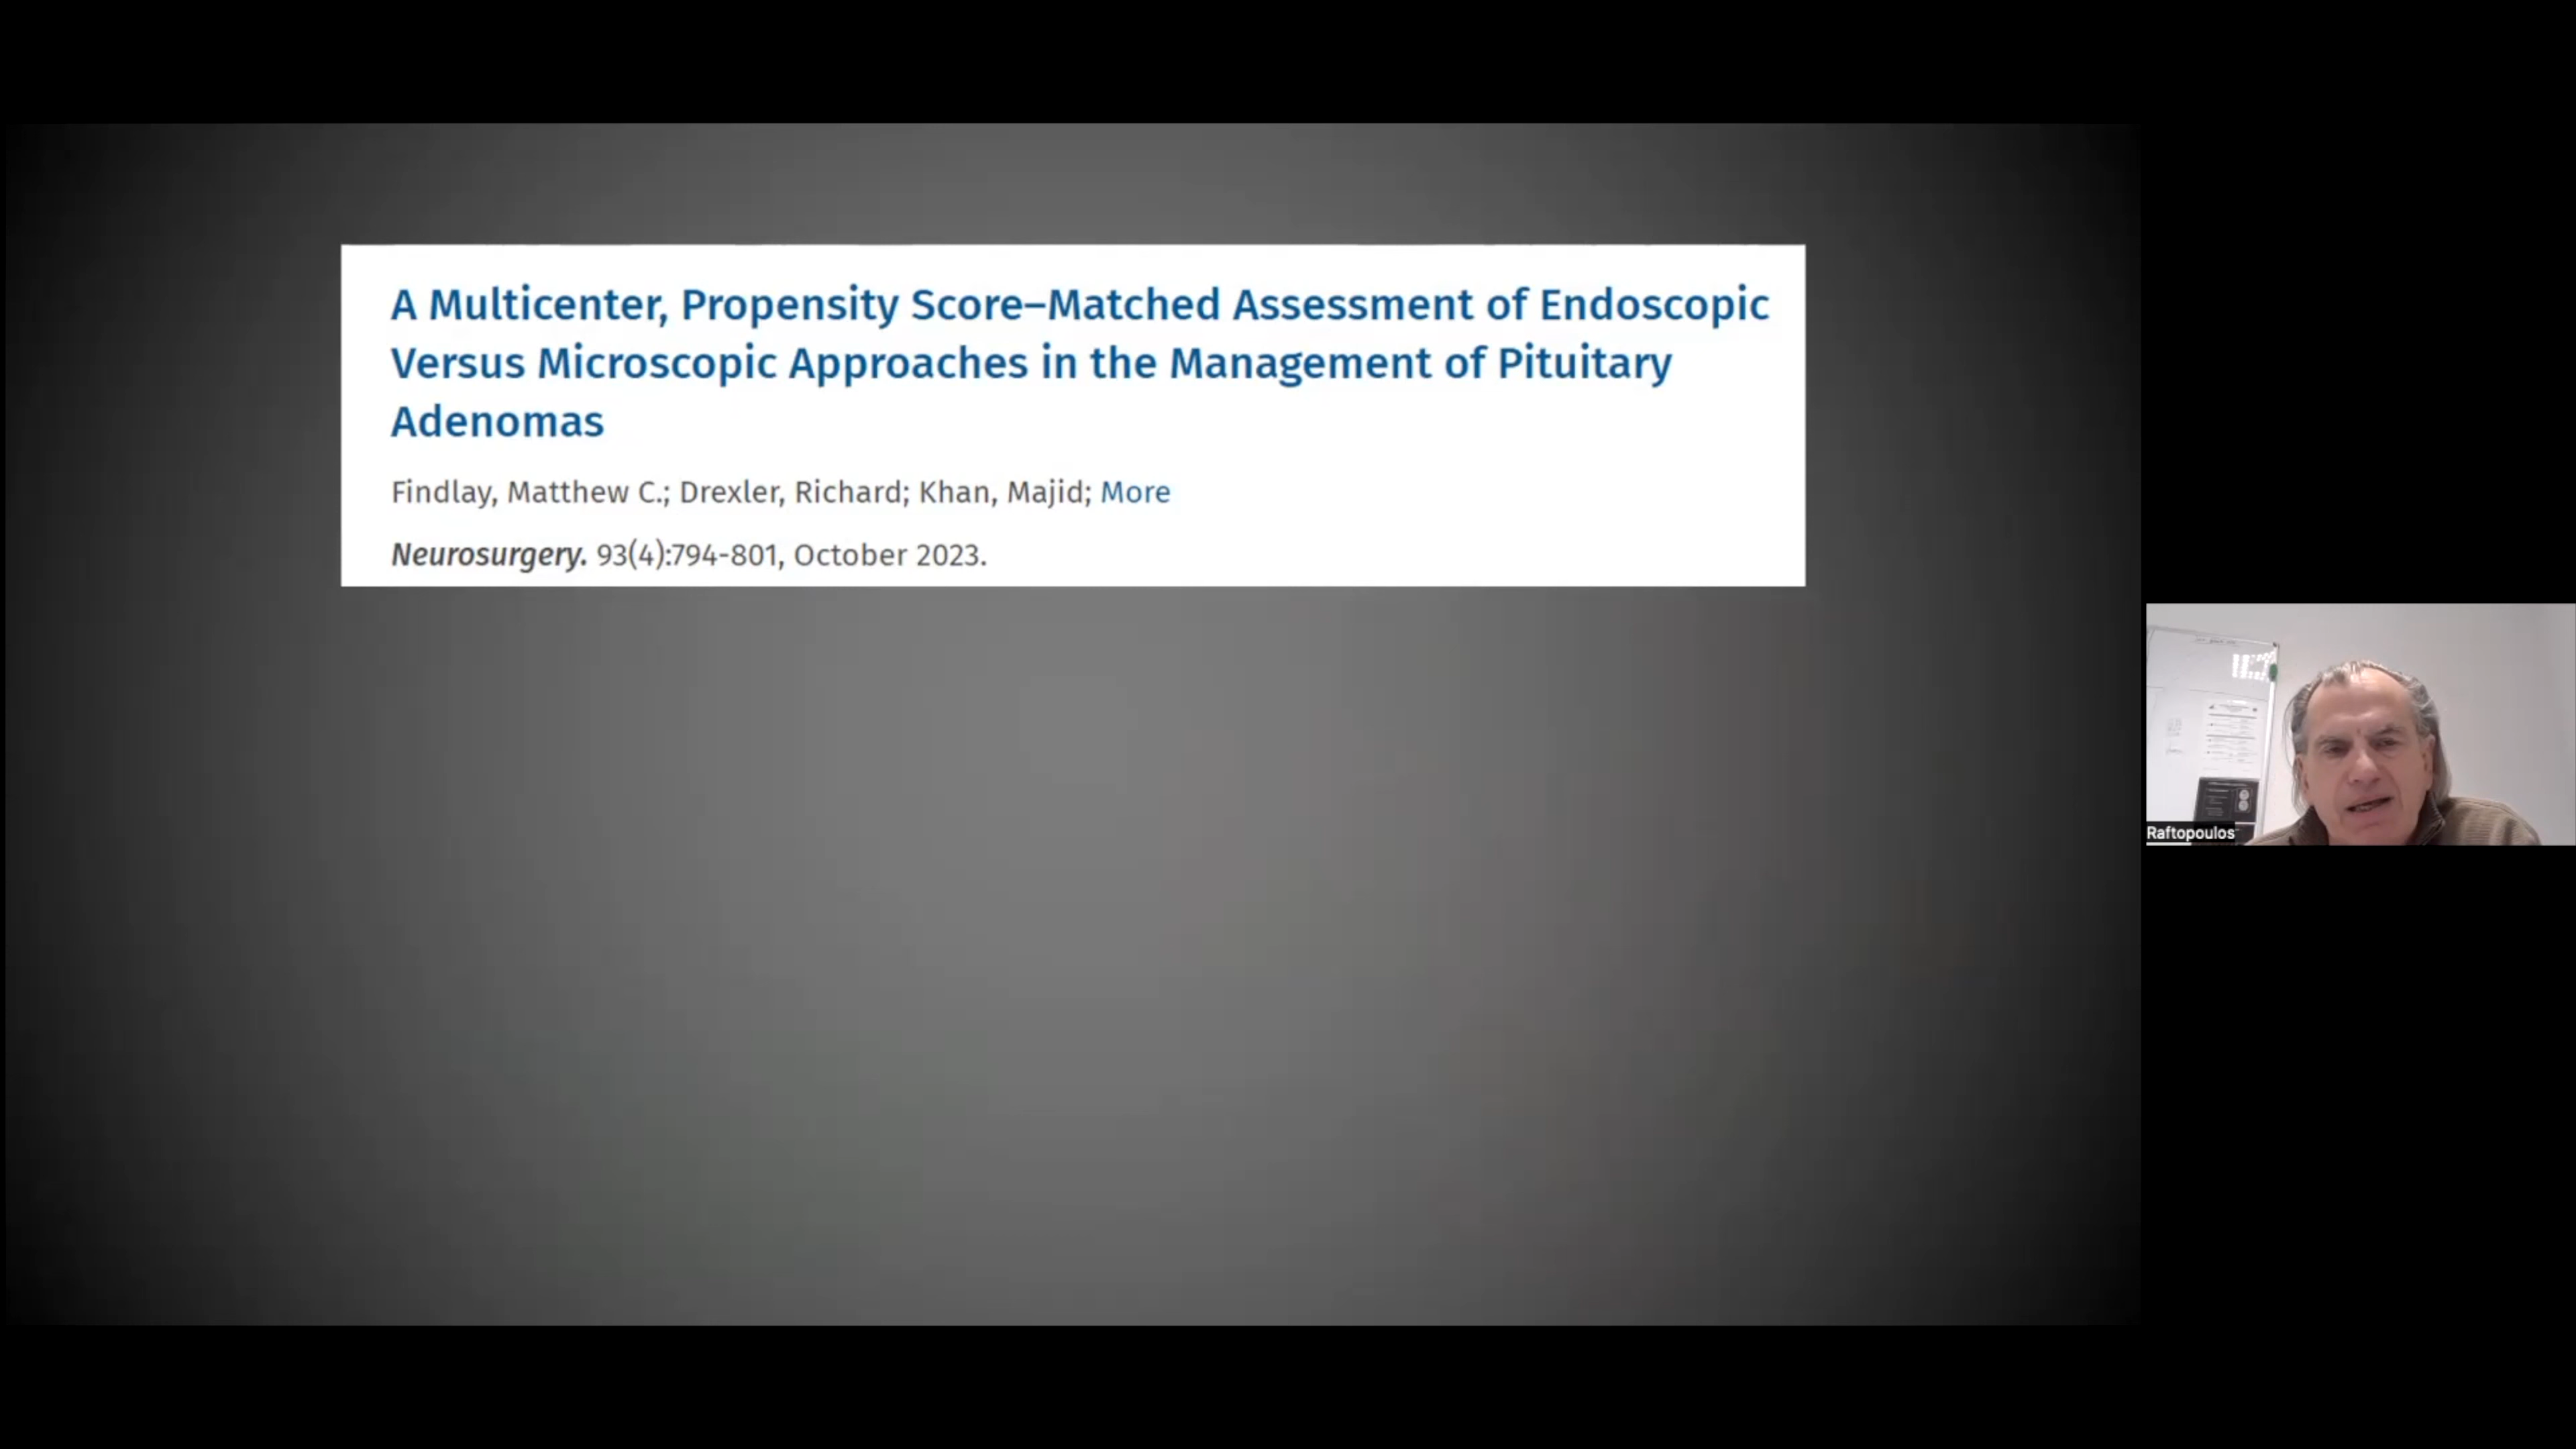 A Multicenter, Propensity Score–Matched Assessment of Endoscopic
Versus Microscopic Approaches in the Management of Pituitary
Adenomas
Findlay, Matthew C.; Drexler, Richard; Khan, Majid; More
Neurosurgery. 93(4):794-801, October 2023.
Raftopoulos